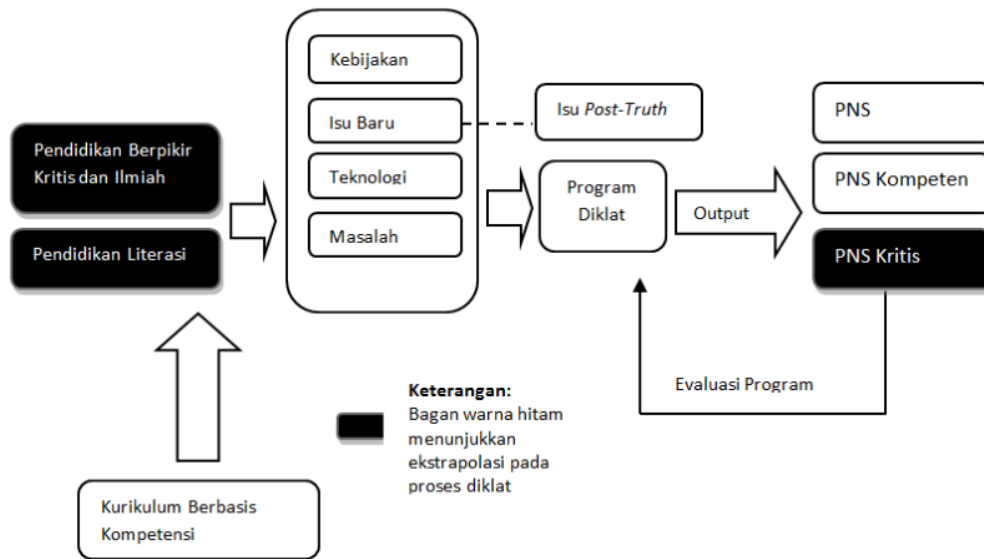 Pendidikan Berpikir
Kritis dan Ilmiah
Pendidikan Literasi
Kebijakan
Isu Baru
Teknologi
Masalah
Isu Post-Truth
Program
Diklat
Output
PNS
PNS Kompeten
PNS Kritis
Evaluasi Program
Keterangan:
Bagan warna hitam
menunjukkan
ekstrapolasi pada
proses diklat
Kurikulum Berbasis
Kompetensi